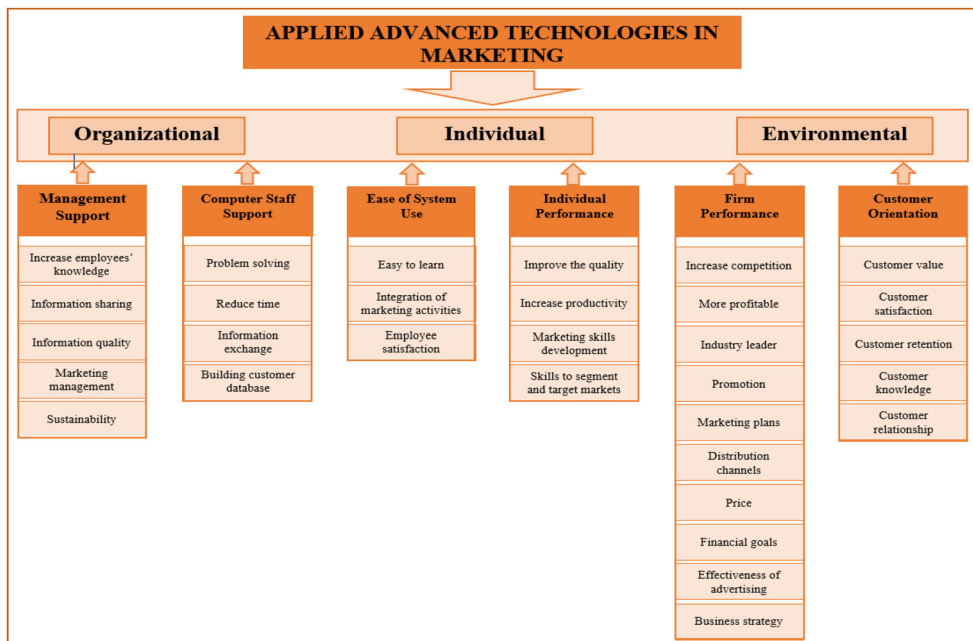 APPLIED ADVANCED TECHNOLOGIES IN
MARKETING
Organizational
Individual
Environmental
Management
Support
Increase employees’
knowledge
Information sharing
Information quality
Marketing
management
Sustainability
Computer Staff
Support
Problem solving
Reduce time
Information
exchange
Building customer
database
Ease of System
Use
Easy to learn
Integration of
marketing activities
Employee
satisfaction
Individual
Performance
Improve the quality
Increase productivity
Marketing skills
development
Skills to segment
and target markets
Firm
Performance
Increase competition
More profitable
Industry leader
Promotion
Marketing plans
Distribution
channels
Price
Financial goals
Effectiveness of
advertising
Business strategy
Customer
Orientation
Customer value
Customer
satisfaction
Customer retention
Customer
knowledge
Customer
relationship